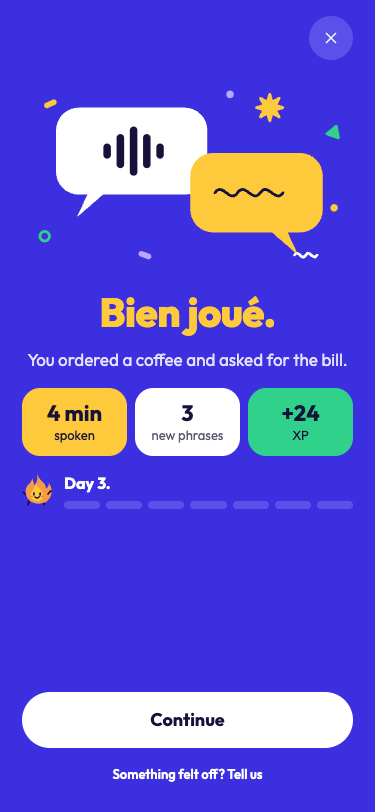 Bien joué.
You ordered a coffee and asked for the bill.
4 min
spoken
3
new phrases
+24
XP
Day 3.
Continue
Something felt off? Tell us